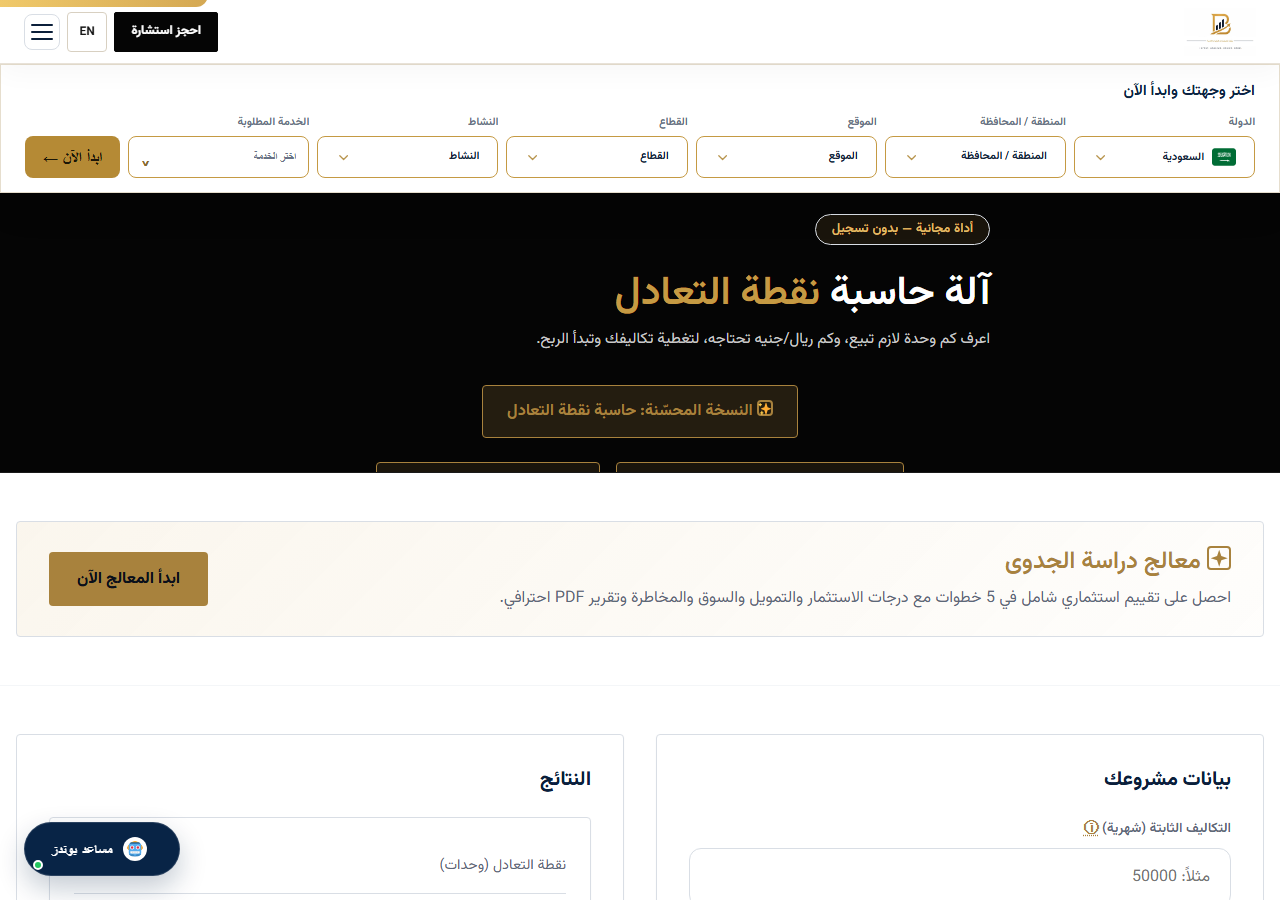 احجز استشارة
EN
اختر وجهتك وابدأ الآن
الدولة
المنطقة / المحافظة
الموقع
القطاع
النشاط
الخدمة المطلوبة
السعودية
المنطقة / المحافظة
الموقع
القطاع
النشاط
اختر الخدمة
ابدأ الآن ←
أداة مجانية — بدون تسجيل
آلة حاسبة نقطة التعادل
اعرف كم وحدة لازم تبيع، وكم ريال/جنيه تحتاجه، لتغطية تكاليفك وتبدأ الربح.
النسخة المحسّنة: حاسبة نقطة التعادل
معالج دراسة الجدوى
احصل على تقييم استثماري شامل في 5 خطوات مع درجات الاستثمار والتمويل والسوق والمخاطرة وتقرير PDF احترافي.
ابدأ المعالج الآن
بيانات مشروعك
التكاليف الثابتة (شهرية)
مثلاً: 50000
النتائج
نقطة التعادل (وحدات)
مساعد بوتدز